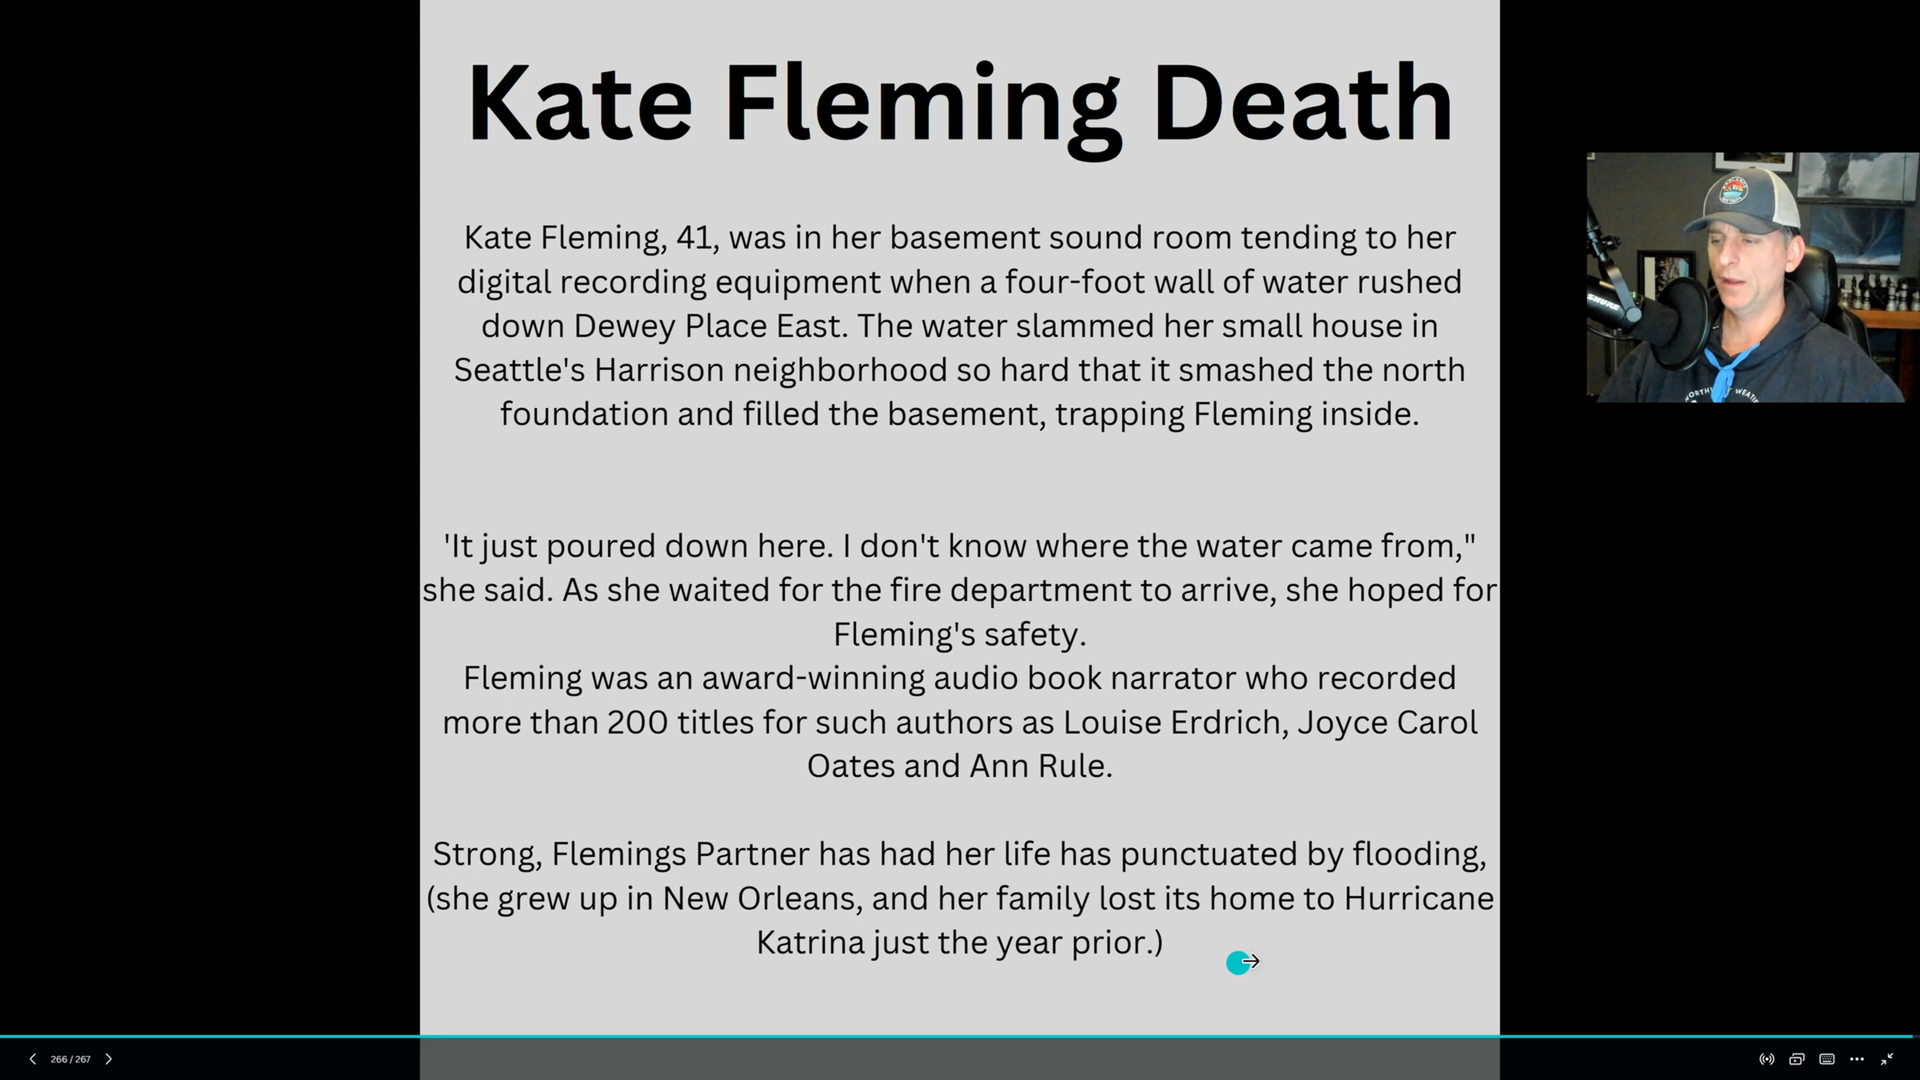 Kate Fleming Death
Kate Fleming, 41, was in her basement sound room tending to her
digital recording equipment when a four-foot wall of water rushed
down Dewey Place East. The water slammed her small house in
Seattle's Harrison neighborhood so hard that it smashed the north
foundation and filled the basement, trapping Fleming inside.
'It just poured down here. I don't know where the water came from,"
she said. As she waited for the fire department to arrive, she hoped for
Fleming's safety.
Fleming was an award-winning audio book narrator who recorded
more than 200 titles for such authors as Louise Erdrich, Joyce Carol
Oates and Ann Rule.
Strong, Flemings Partner has had her life has punctuated by flooding,
(she grew up in New Orleans, and her family lost its home to Hurricane
Katrina just the year prior.)
SHURE
266 / 267